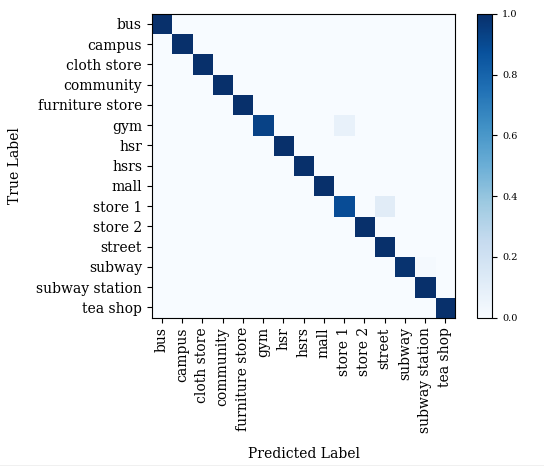 bus
campus
cloth store
community
furniture store
gym
hsr
hsrs
mall
store 1
store 2
street
subway
subway station
tea shop
True Label
bus
campus
cloth store
community
furniture store
gym
hsr
hsrs
mall
store 1
store 2
street
subway
subway station
tea shop
Predicted Label
1.0
0.8
0.6
0.4
0.2
0.0